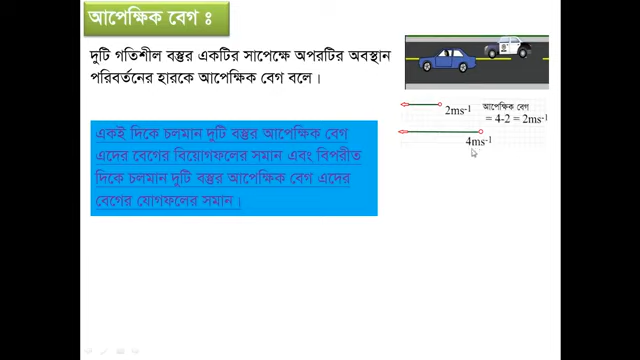 আপেক্ষিক বেগ ঃ
দুটি গতিশীল বস্তুর একটির সাপেক্ষে অপরটির অবস্থান
পরিবর্তনের হারকে আপেক্ষিক বেগ বলে ।
একই দিকে চলমান দুটি বস্তুর আপেক্ষিক বেগ
এদের বেগের বিয়োগফলের সমান এবং বিপরীত
দিকে চলমান দুটি বস্তুর আপেক্ষিক বেগ এদের
বেগের যোগফলের সমান ।
2ms-1
আপেক্ষিক বেগ
= 4-2 = 2ms-1
4ms-1